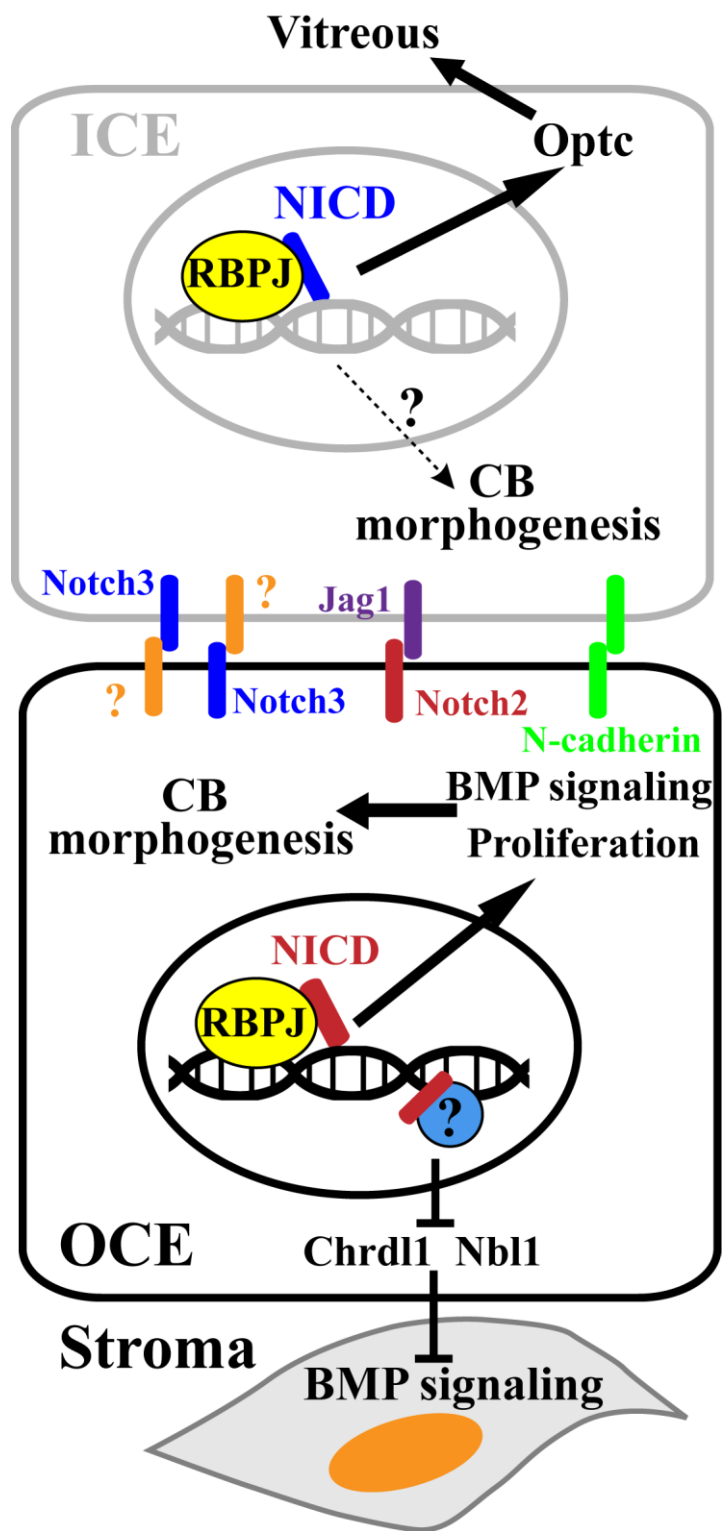 Vitreous
ICE
Optc
NICD
RBPJ
?
CB
morphogenesis
Notch3
?
Jag1
?
Notch3
Notch2
N-cadherin
CB
morphogenesis
BMP signaling
Proliferation
NICD
RBPJ
?
OCE
Chrdl1 Nbl1
Stroma
BMP signaling